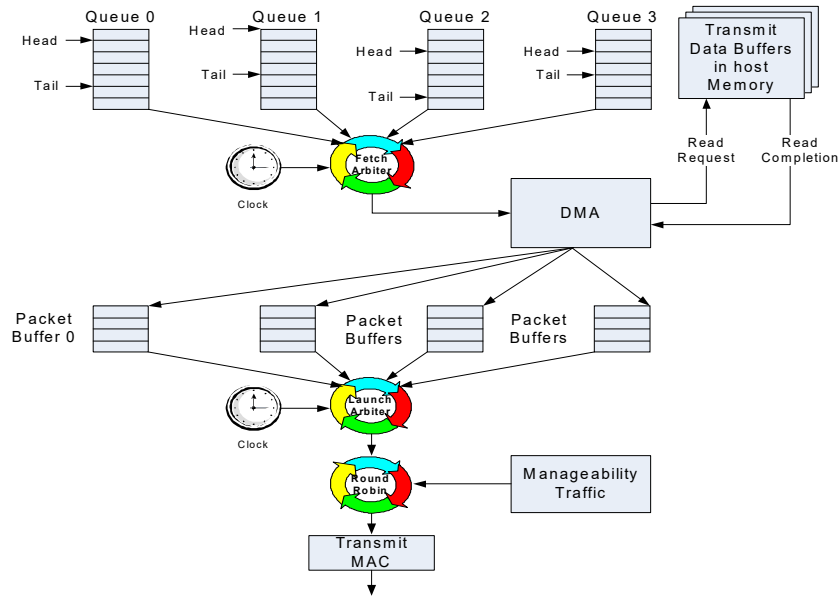 Queue 0
Queue 1
Queue 2
Queue 3
Head
Tail
Head
Tail
Head
Tail
Head
Tail
Transmit
Data Buffers
in host
Memory
Read
Request
Read
Completion
Fetch
Arbiter
Clock
DMA
Packet
Buffer 0
Packet
Buffers
Packet
Buffers
Launch
Arbiter
Clock
Round
Robin
Manageability
Traffic
Transmit
MAC